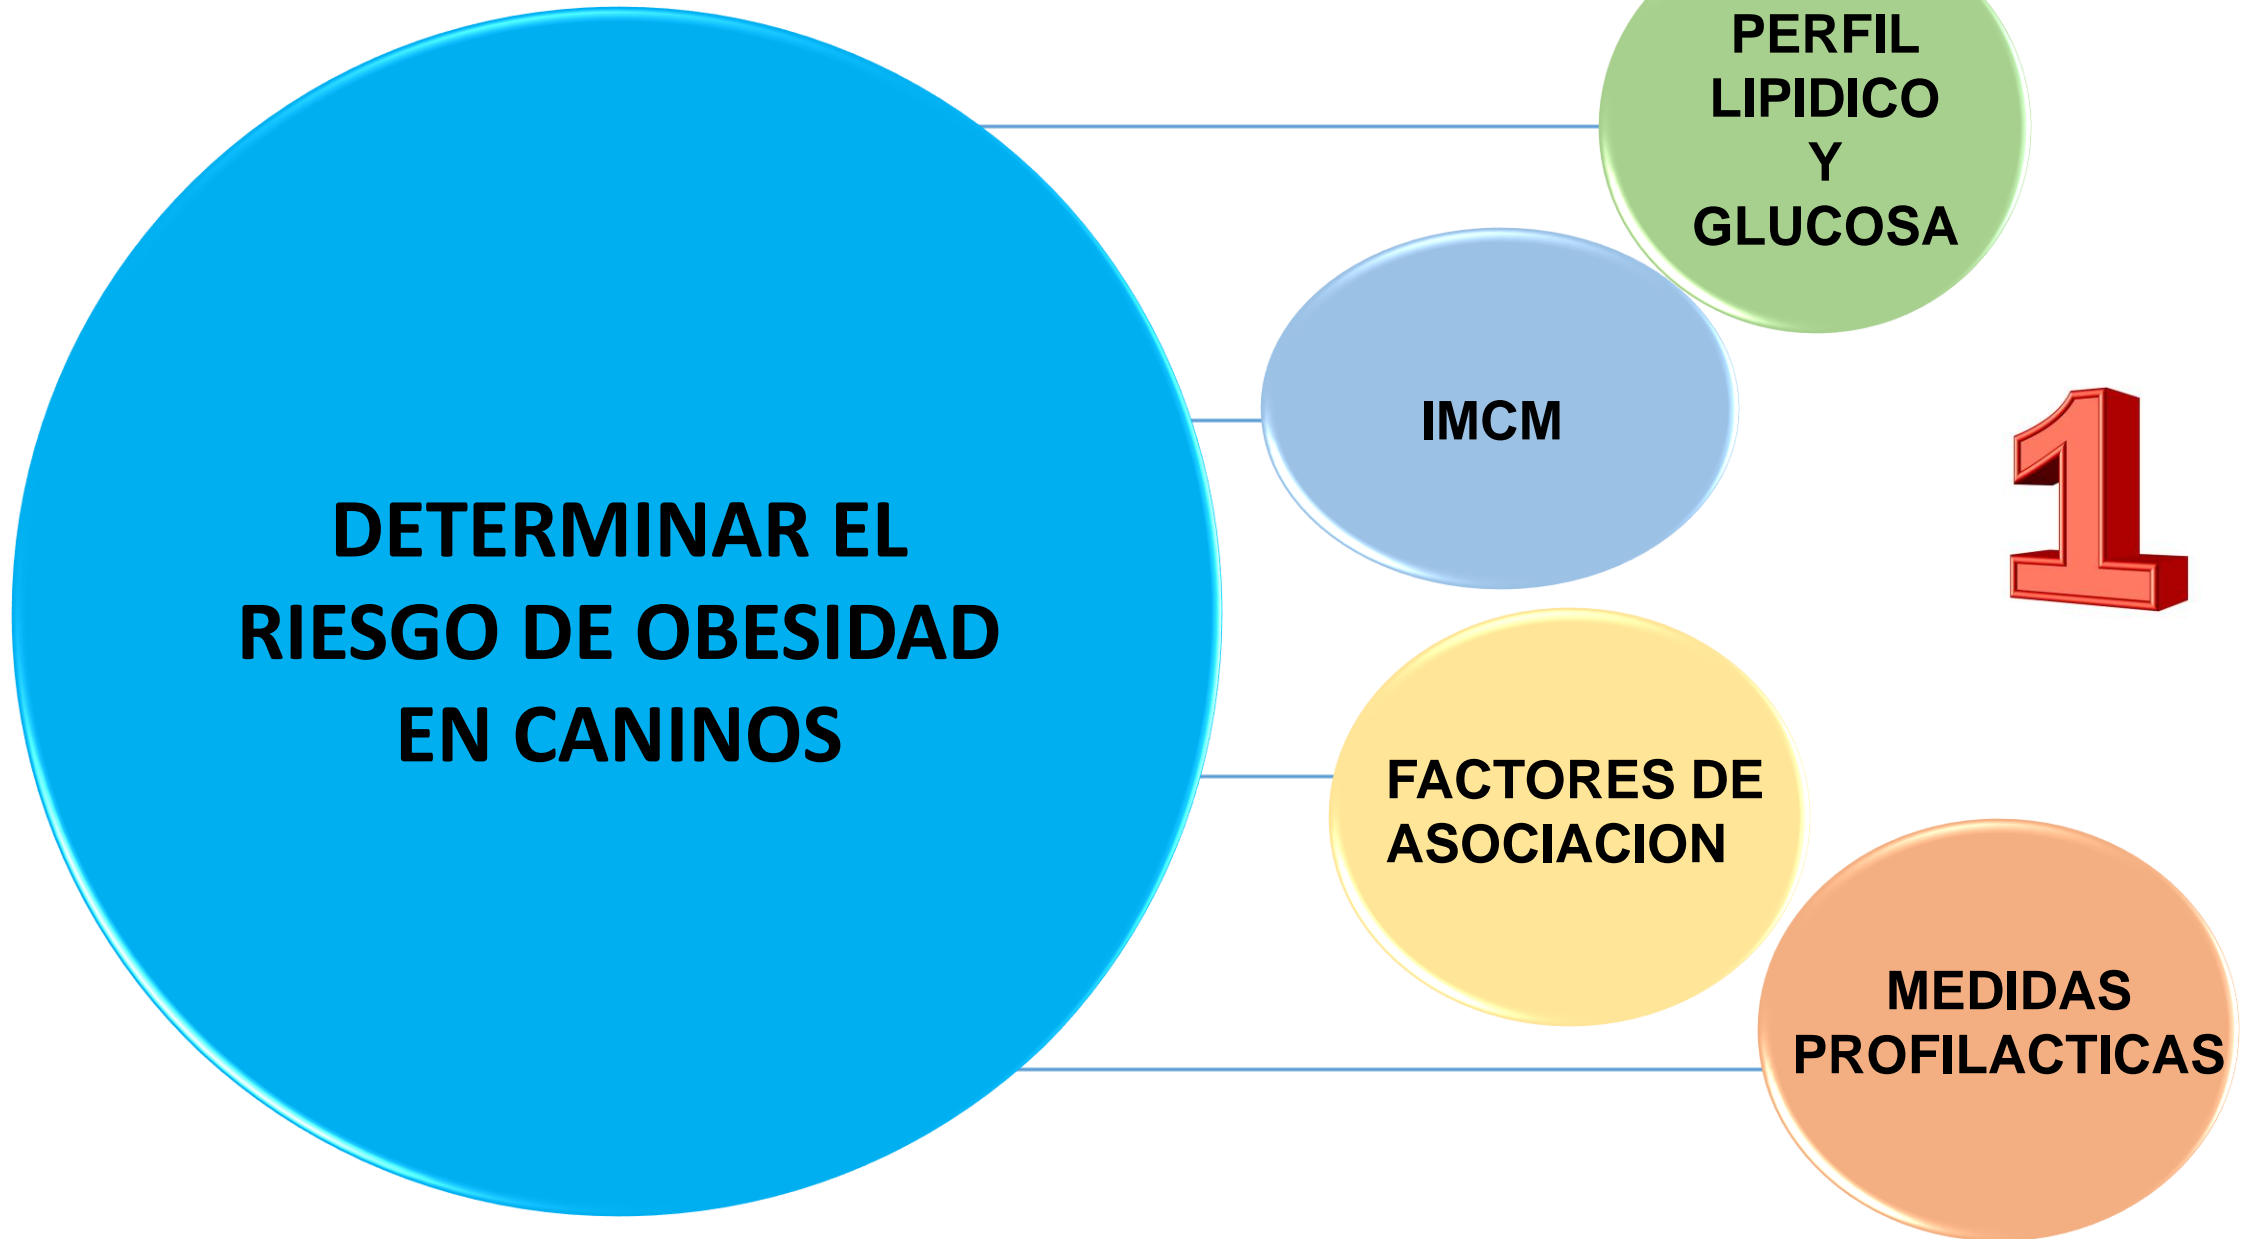 DETERMINAR EL
RIESGO DE OBESIDAD
EN CANINOS
PERFIL
LIPIDICO
Y
GLUCOSA
IMCM
1
FACTORES DE
ASOCIACION
MEDIDAS
PROFILACTICAS